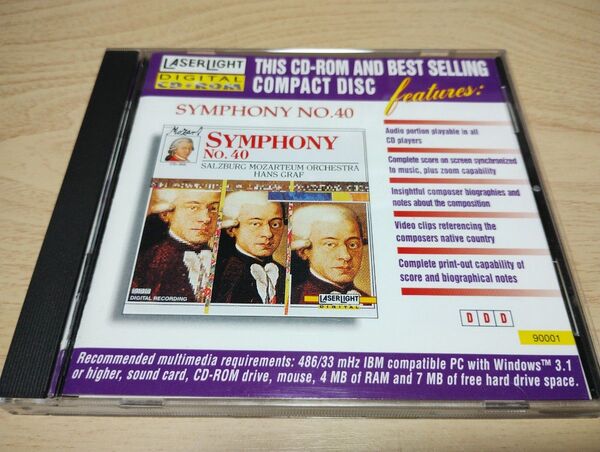 LASERLIGHT
DIGITAL
CD-ROM
THIS CD-ROM AND BEST SELLING
COMPACT DISC
features:
SYMPHONY NO.40
Mozart
SYMPHONY
NO. 40
SALZBURG MOZARTEUM ORCHESTRA
HANS GRAF
DIGITAL RECORDING
LASERLIGHT
DIGITAL
Audio portion playable in all
CD players
Complete score on screen synchronized
to music, plus zoom capability
Insightful composer biographies and
notes about the composition
Video clips referencing the
composers native country
Complete print-out capability of
score and biographical notes
D D D
90001
Recommended multimedia requirements: 486/33 mHz IBM compatible PC with Windows™ 3.1
or higher, sound card, CD-ROM drive, mouse, 4 MB of RAM and 7 MB of free hard drive space.